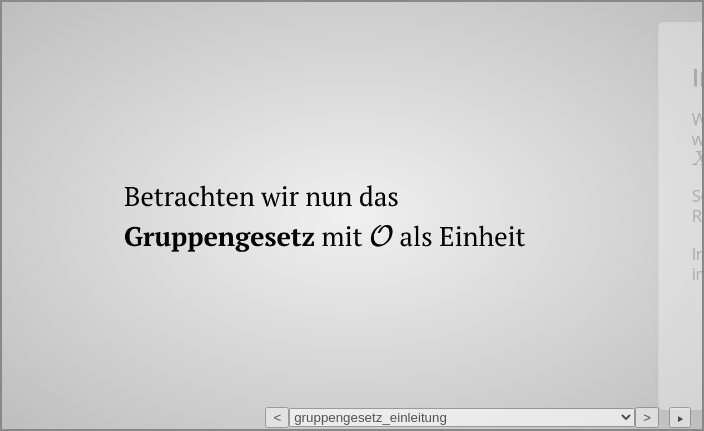 Betrachten wir nun das
Gruppengesetz mit 𝒪 als Einheit
< gruppengesetz_einleitung > ▸